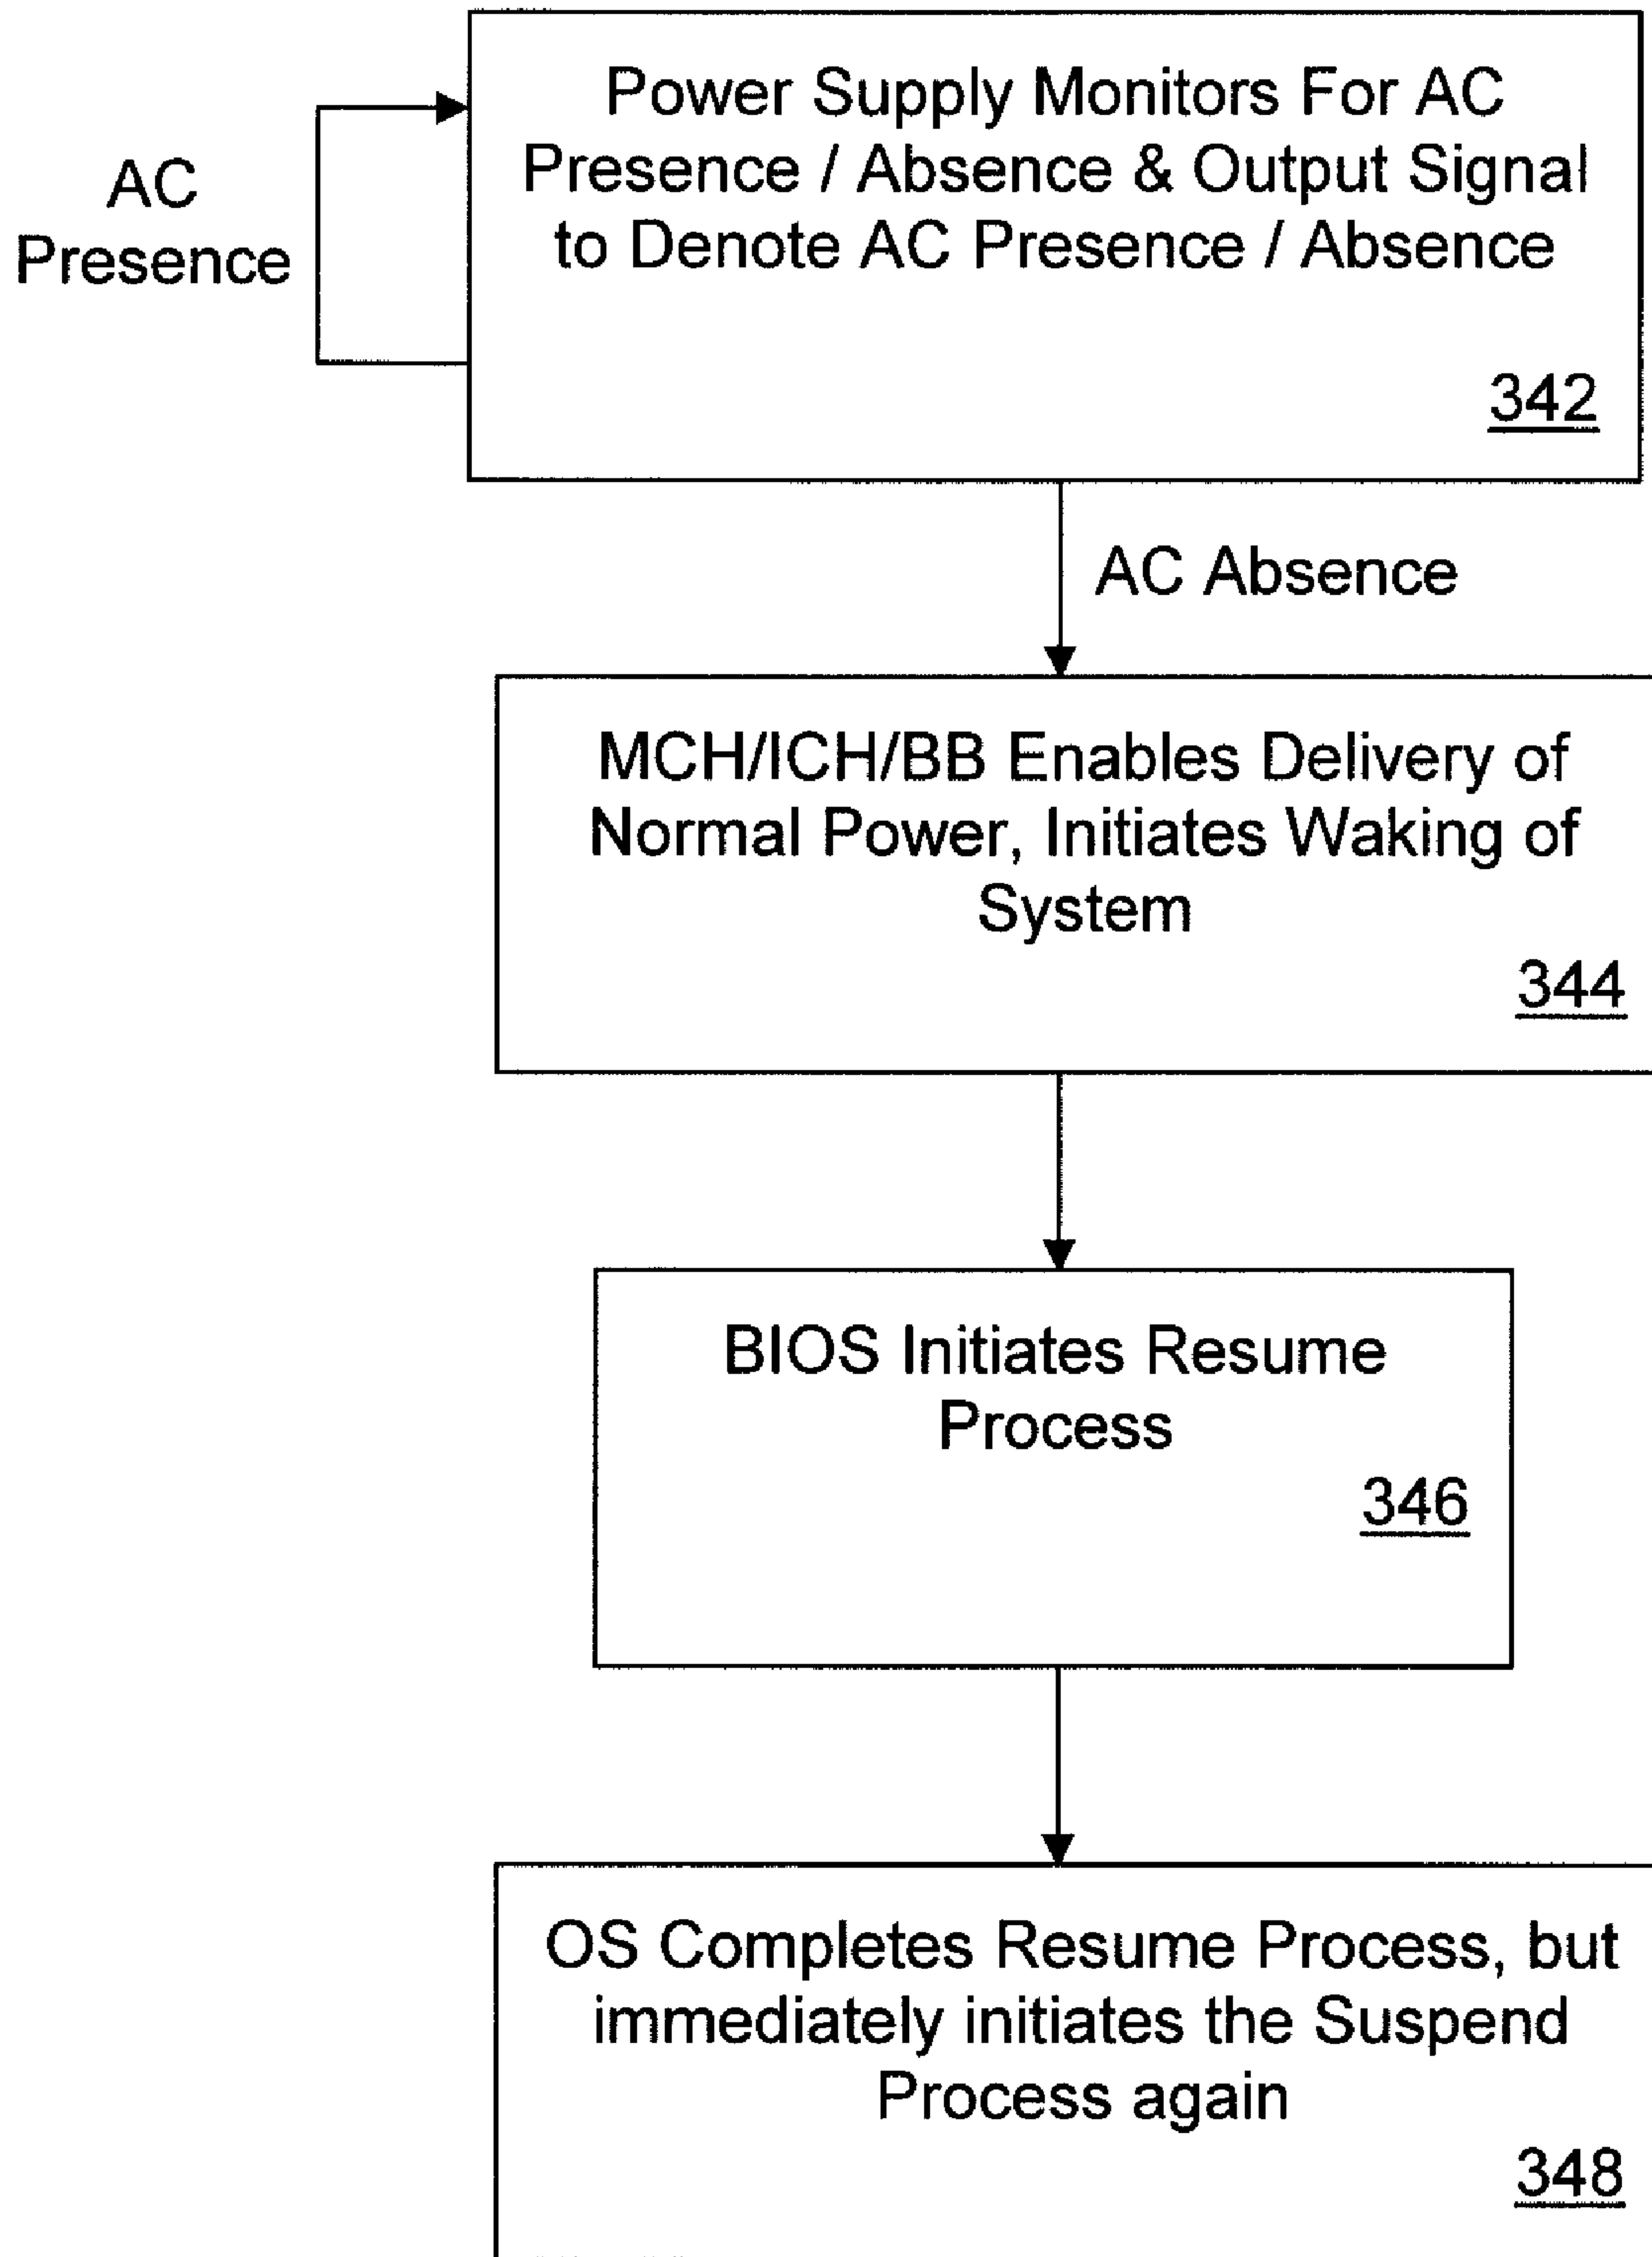 Power Supply Monitors For AC
Presence / Absence & Output Signal
to Denote AC Presence / Absence
342
AC
Presence
AC Absence
MCH/ICH/BB Enables Delivery of
Normal Power, Initiates Waking of
System
344
BIOS Initiates Resume
Process
346
OS Completes Resume Process, but
immediately initiates the Suspend
Process again
348